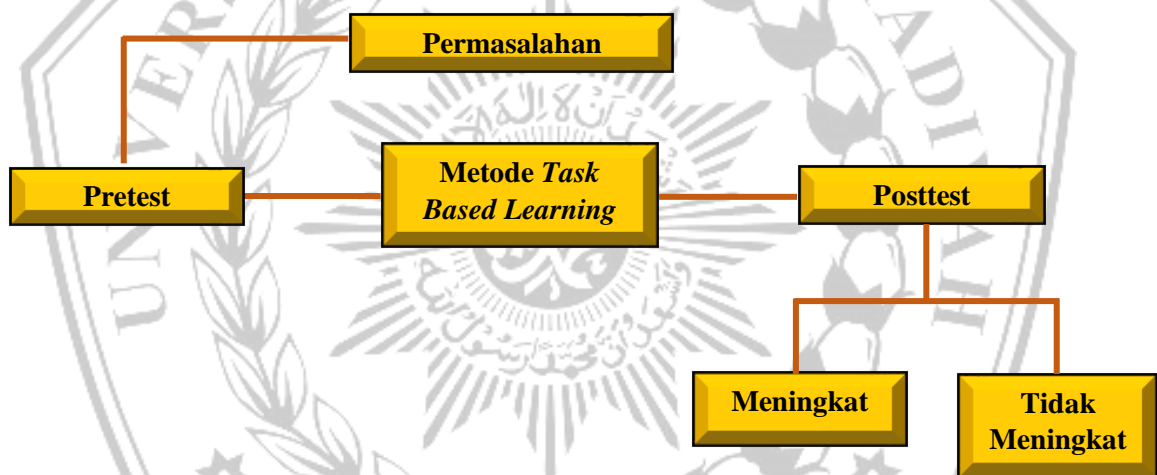 Permasalahan
Pretest
Metode Task
Based Learning
Posttest
Meningkat
Tidak
Meningkat